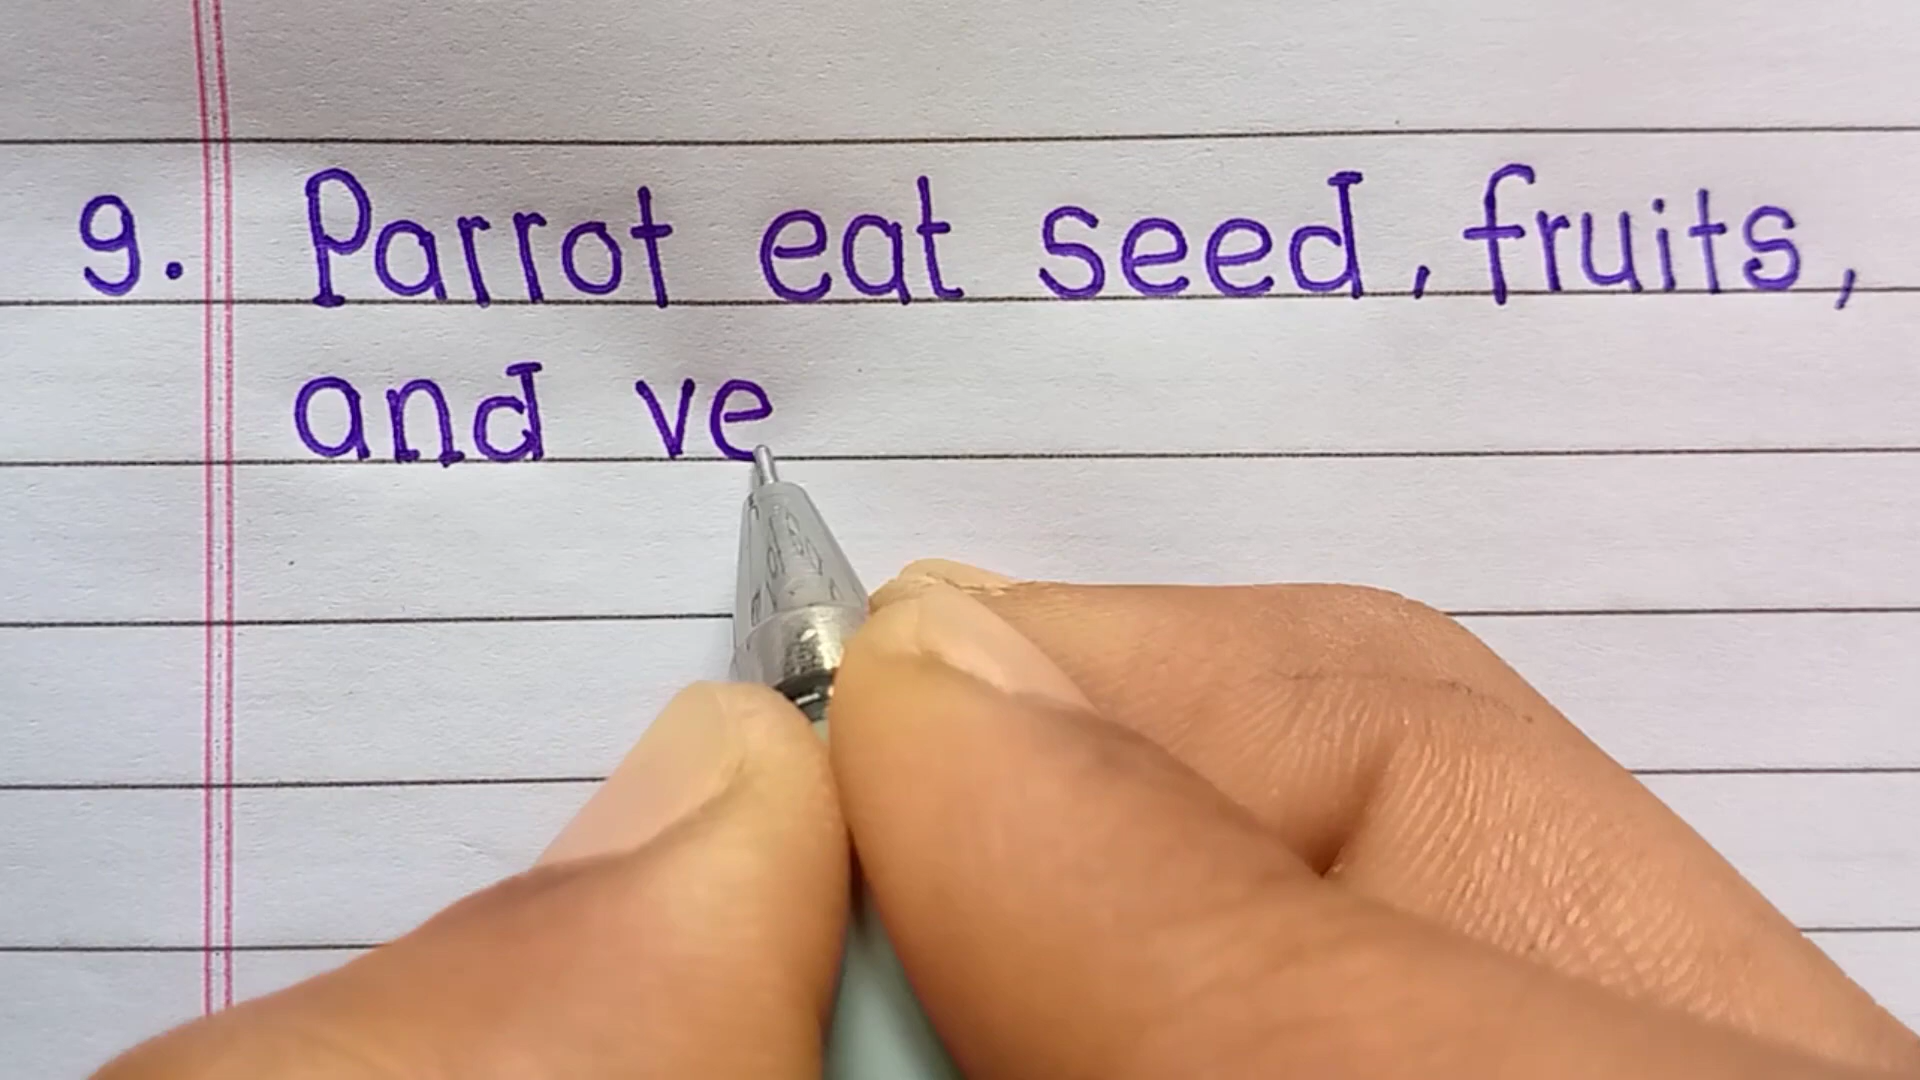 9. Parrot eat seed, fruits,
and ve